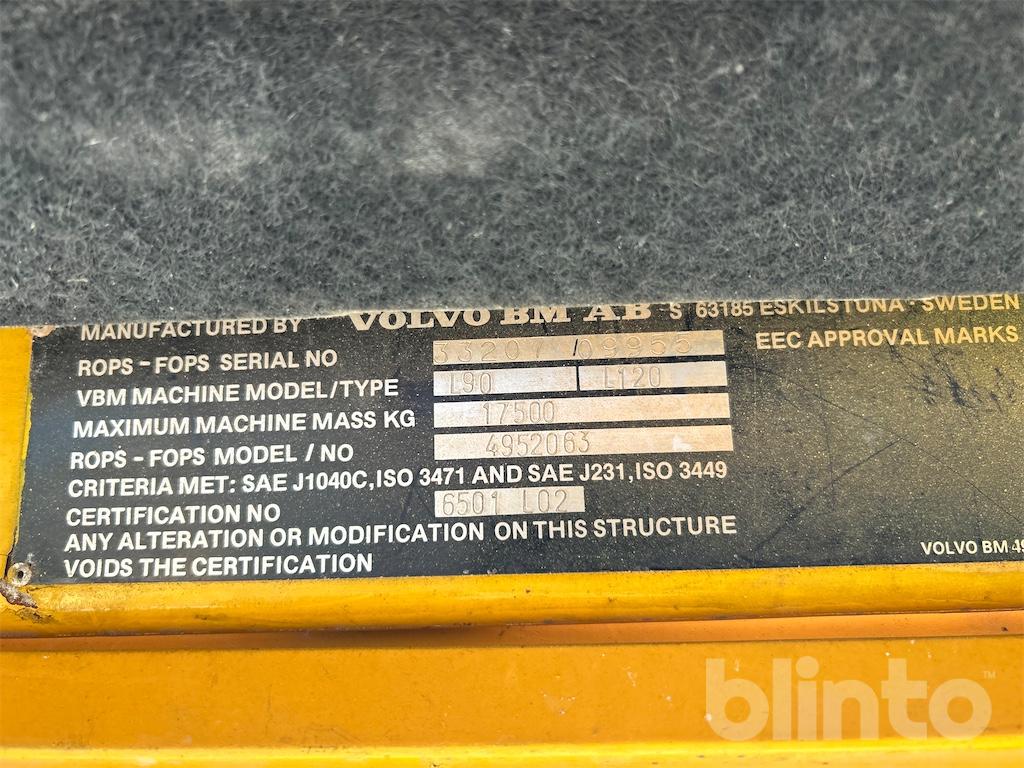 MANUFACTURED BY VOLVO BM AB S 63185 ESKILSTUNA · SWEDEN
ROPS - FOPS SERIAL NO 33207 / 09955 EEC APPROVAL MARKS
VBM MACHINE MODEL/TYPE L90 L120
MAXIMUM MACHINE MASS KG 17500
ROPS - FOPS MODEL / NO 4952063
CRITERIA MET: SAE J1040C, ISO 3471 AND SAE J231, ISO 3449
CERTIFICATION NO 6501 L02
ANY ALTERATION OR MODIFICATION ON THIS STRUCTURE
VOIDS THE CERTIFICATION
VOLVO BM
blinto™